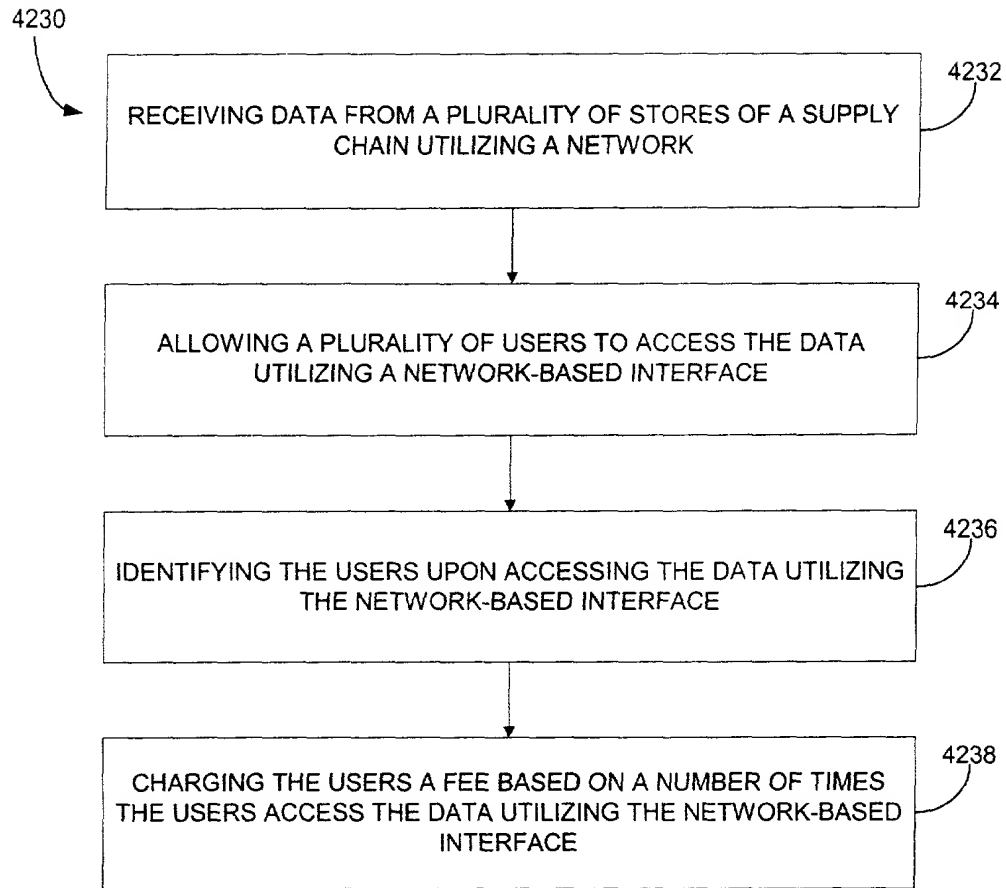 4230
4232
RECEIVING DATA FROM A PLURALITY OF STORES OF A SUPPLY
CHAIN UTILIZING A NETWORK
4234
ALLOWING A PLURALITY OF USERS TO ACCESS THE DATA
UTILIZING A NETWORK-BASED INTERFACE
4236
IDENTIFYING THE USERS UPON ACCESSING THE DATA UTILIZING
THE NETWORK-BASED INTERFACE
4238
CHARGING THE USERS A FEE BASED ON A NUMBER OF TIMES
THE USERS ACCESS THE DATA UTILIZING THE NETWORK-BASED
INTERFACE